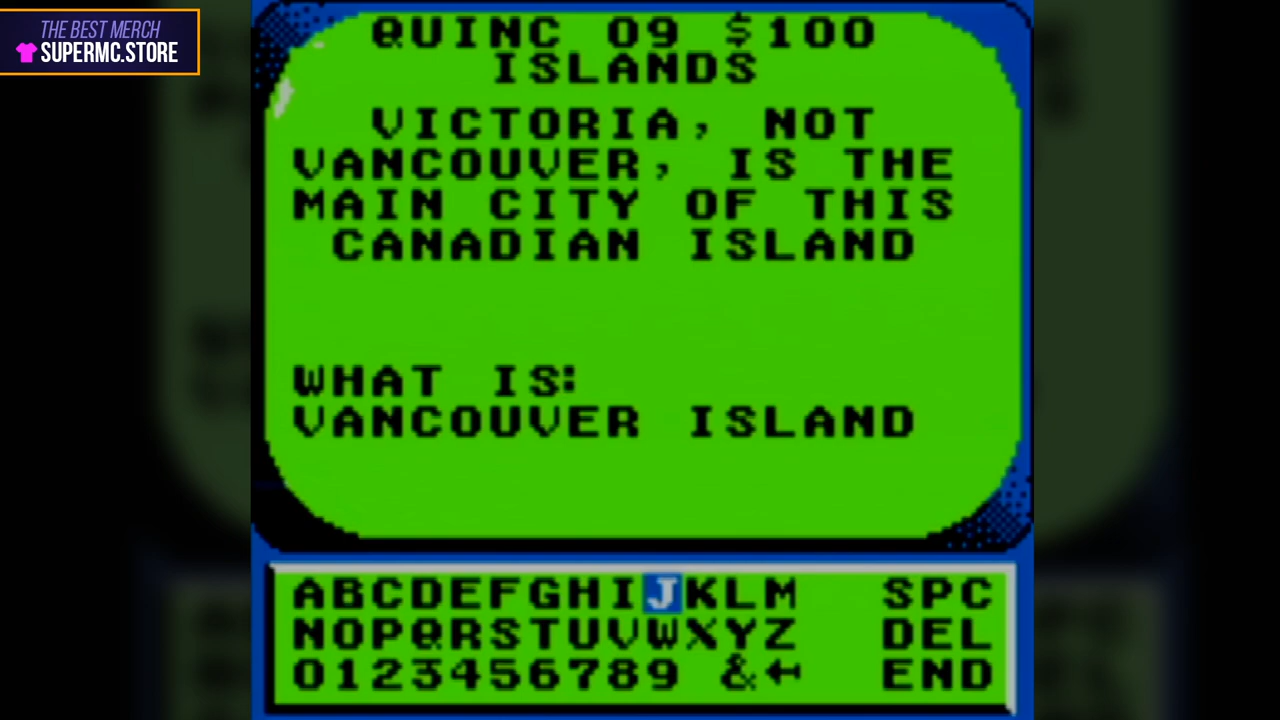 THE BEST MERCH
SUPERMC.STORE
QUINC 09 $100
ISLANDS
VICTORIA, NOT
VANCOUVER, IS THE
MAIN CITY OF THIS
CANADIAN ISLAND
WHAT IS:
VANCOUVER ISLAND
ABCDEFGHIJKLM SPC
NOPQRSTUVWXYZ DEL
0123456789 &← END